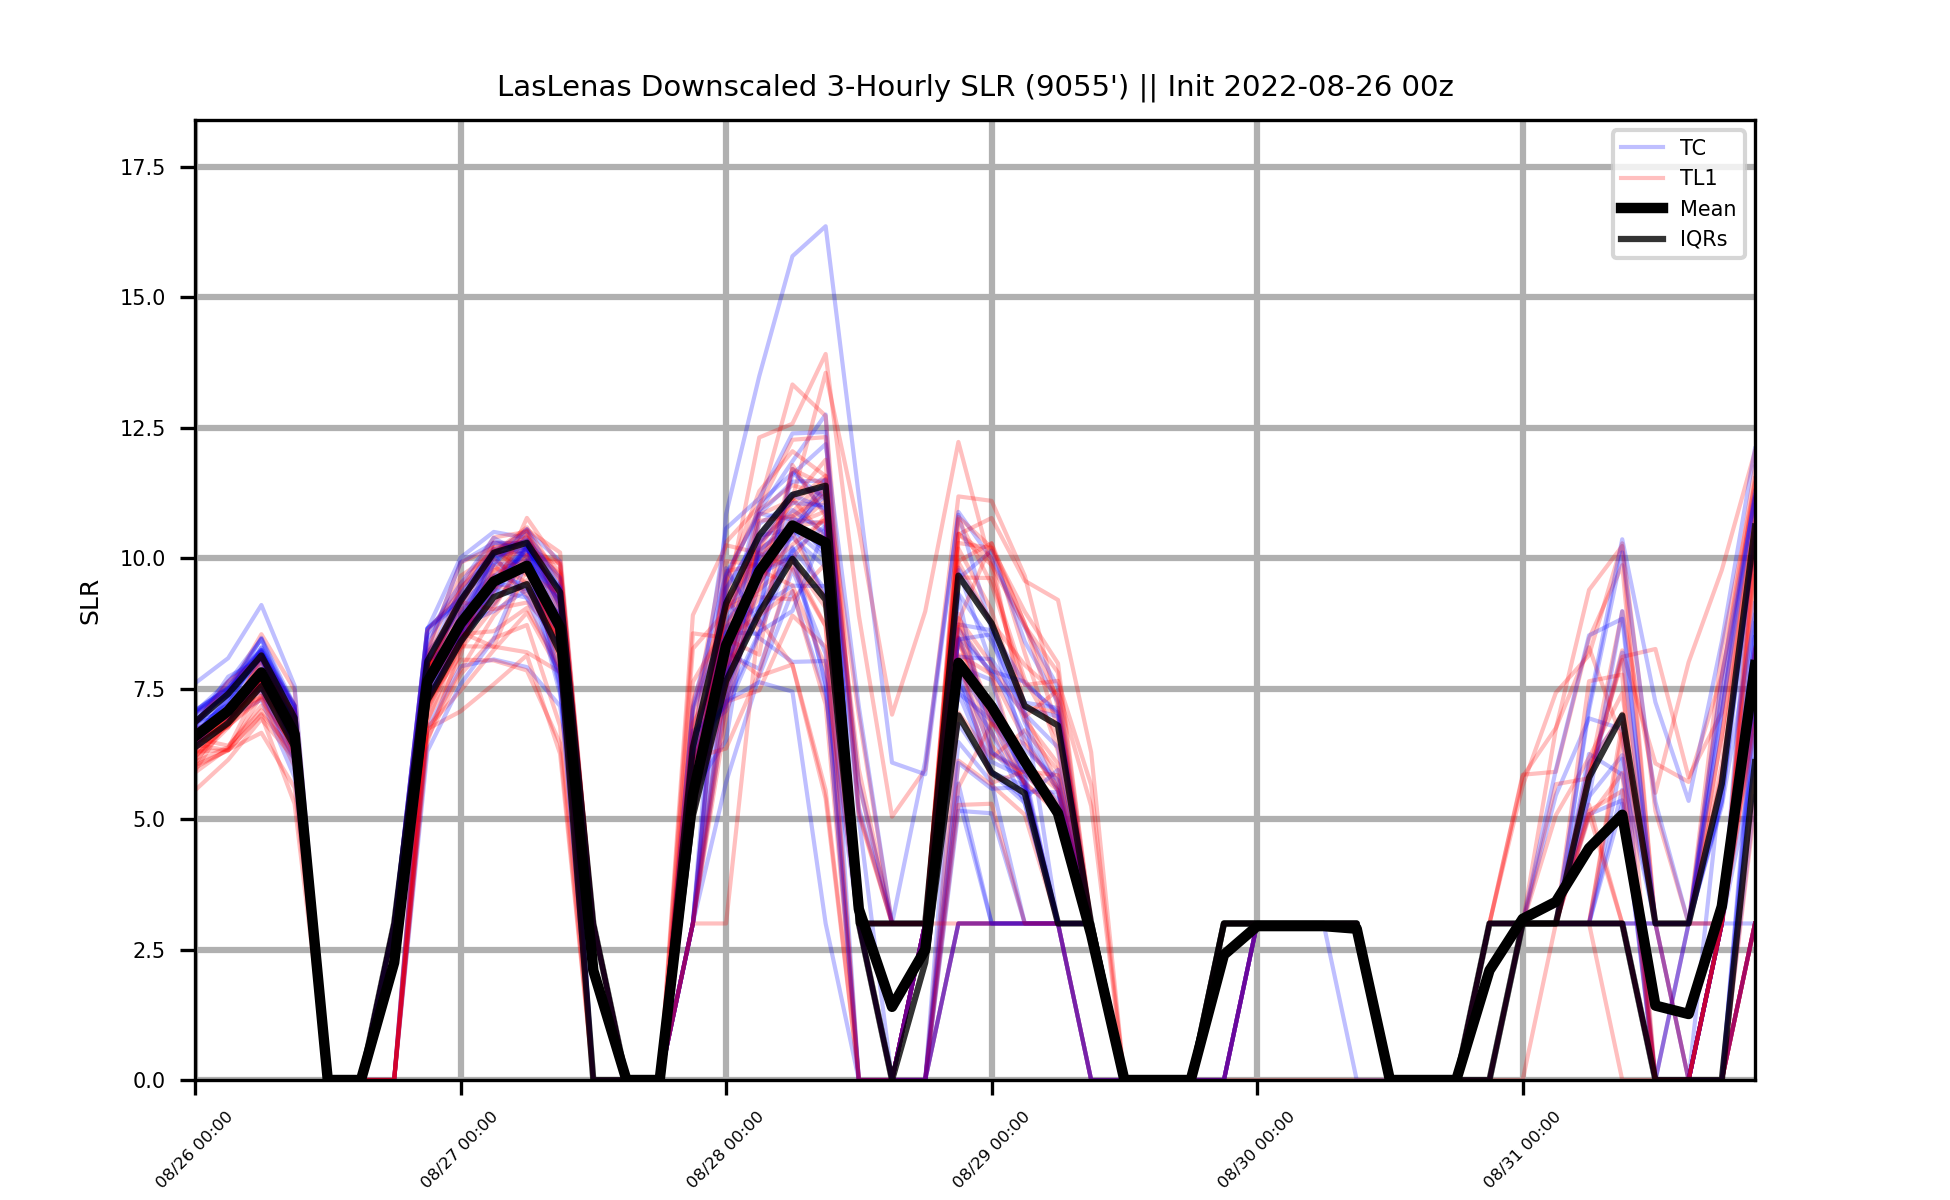 LasLenas Downscaled 3-Hourly SLR (9055') || Init 2022-08-26 00z
TC
TL1
Mean
IQRs
SLR
17.5
15.0
12.5
10.0
7.5
5.0
2.5
0.0
08/26 00:00
08/27 00:00
08/28 00:00
08/29 00:00
08/30 00:00
08/31 00:00